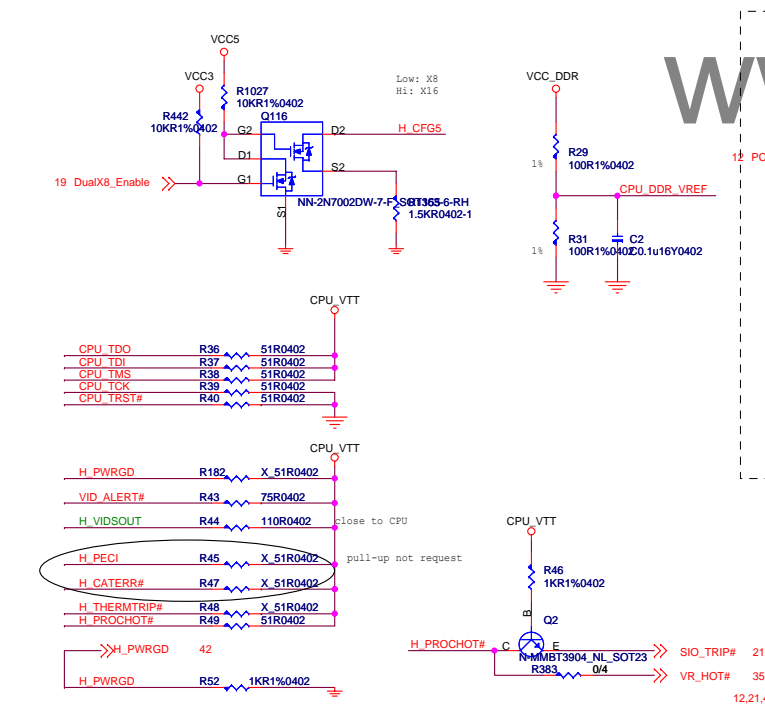 VCC5
VCC3
R1027
10KR1%0402
R442
10KR1%0402
Q116
G2
D2
H_CFG5
D1
S2
19 DualX8_Enable
G1
S1
NN-2N7002DW-7-F_SOT363-6-RH
1.5KR0402-1
Low: X8
Hi: X16
VCC_DDR
R29
1%
100R1%0402
CPU_DDR_VREF
R31
1%
100R1%0402
C2
C0.1u16Y0402
12 PC
CPU_VTT
CPU_TDO R36 51R0402
CPU_TDI R37 51R0402
CPU_TMS R38 51R0402
CPU_TCK R39 51R0402
CPU_TRST# R40 51R0402
CPU_VTT
H_PWRGD R182 X_51R0402
VID_ALERT# R43 75R0402
H_VIDSOUT R44 110R0402 close to CPU
H_PECI R45 X_51R0402 pull-up not request
H_CATERR# R47 X_51R0402
H_THERMTRIP# R48 X_51R0402
H_PROCHOT# R49 51R0402
H_PWRGD 42
H_PWRGD R52 1KR1%0402
CPU_VTT
R46
1KR1%0402
B
Q2
H_PROCHOT# C E
N-MMBT3904_NL_SOT23
SIO_TRIP# 21
R383 0/4
VR_HOT# 35
12,21,4